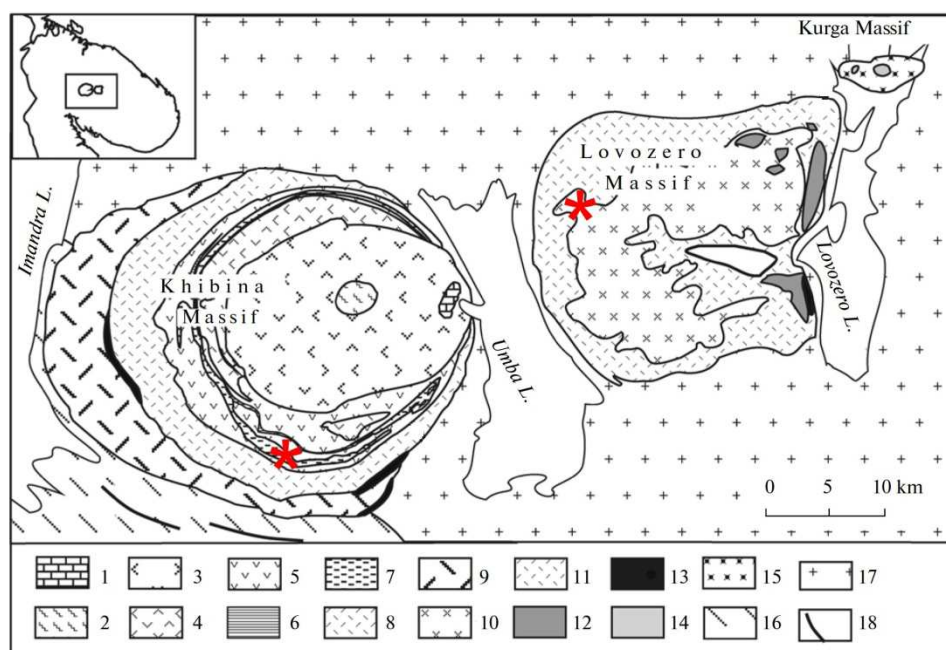 Kurga Massif
Lovozero
Massif
Imandra L.
Khibina
Massif
Umba L.
Lovozero L.
0 5 10 km
1 3 5 7 9 11 13 15 17
2 4 6 8 10 12 14 16 18